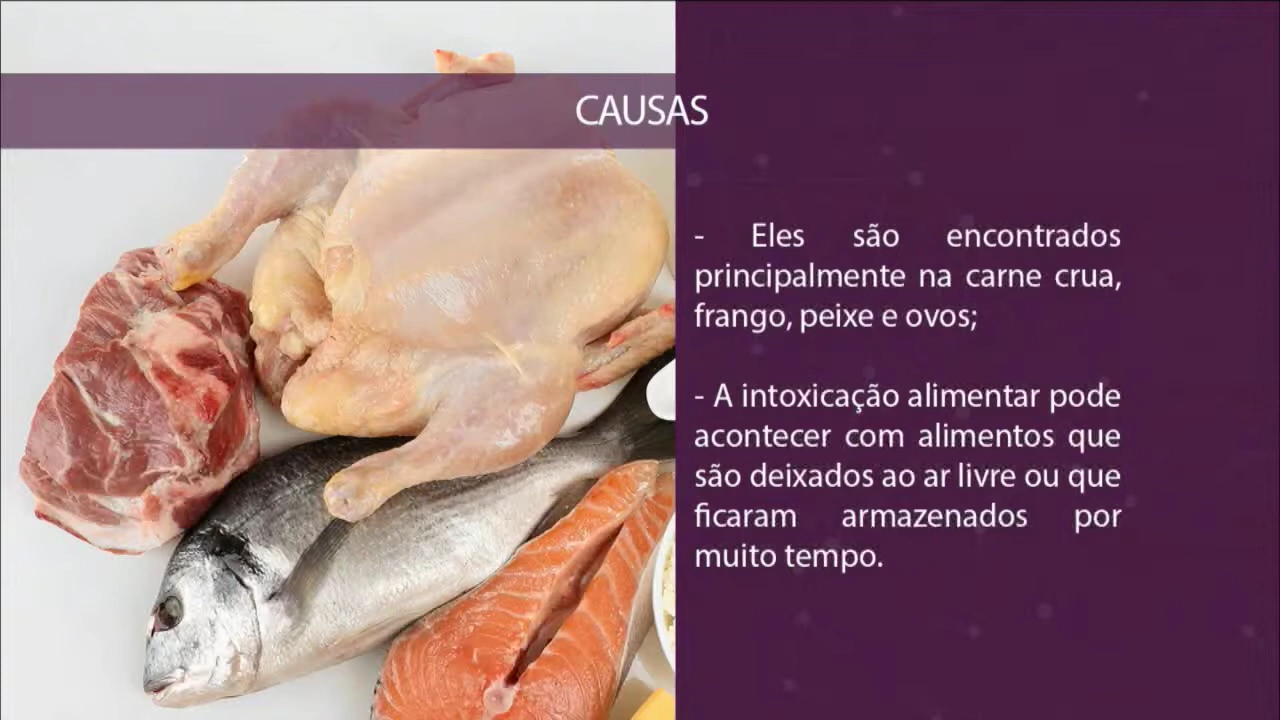 CAUSAS
- Eles são encontrados
principalmente na carne crua,
frango, peixe e ovos;
- A intoxicação alimentar pode
acontecer com alimentos que
são deixados ao ar livre ou que
ficaram armazenados por
muito tempo.